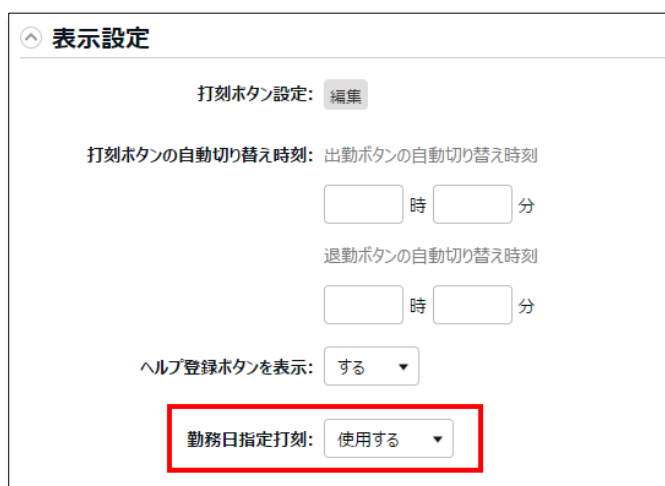 表示設定
打刻ボタン設定: 編集
打刻ボタンの自動切り替え時刻: 出勤ボタンの自動切り替え時刻
時 分
退勤ボタンの自動切り替え時刻
時 分
ヘルプ登録ボタンを表示: する
勤務日指定打刻: 使用する